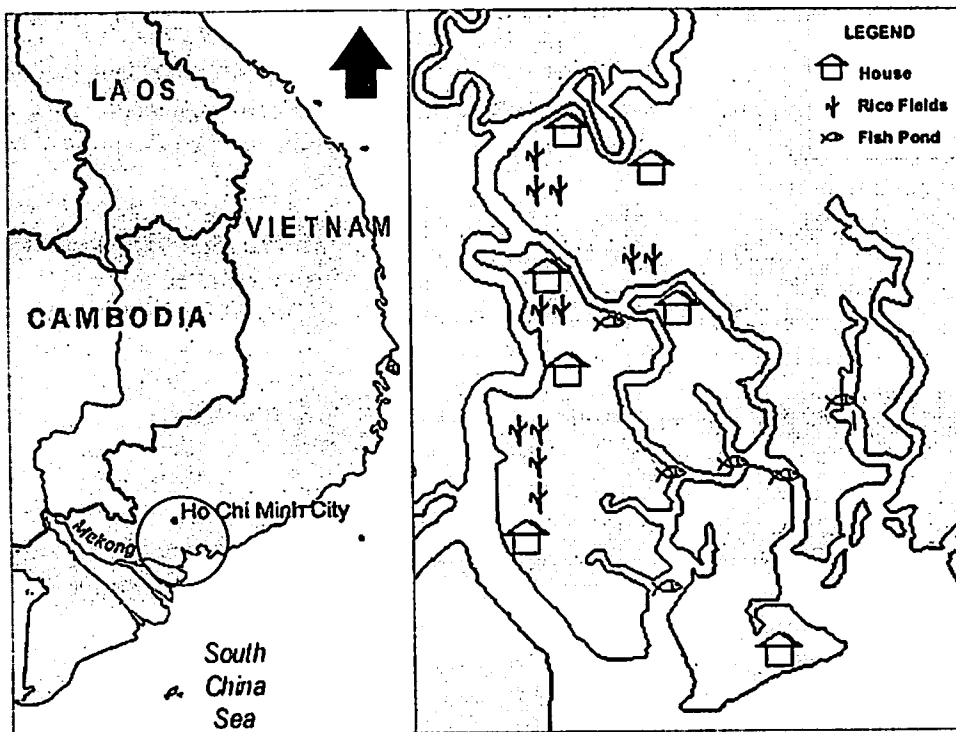 LAOS
VIETNAM
CAMBODIA
Ho Chi Minh City
Mekong
South
China
Sea
LEGEND
House
Rice Fields
Fish Pond